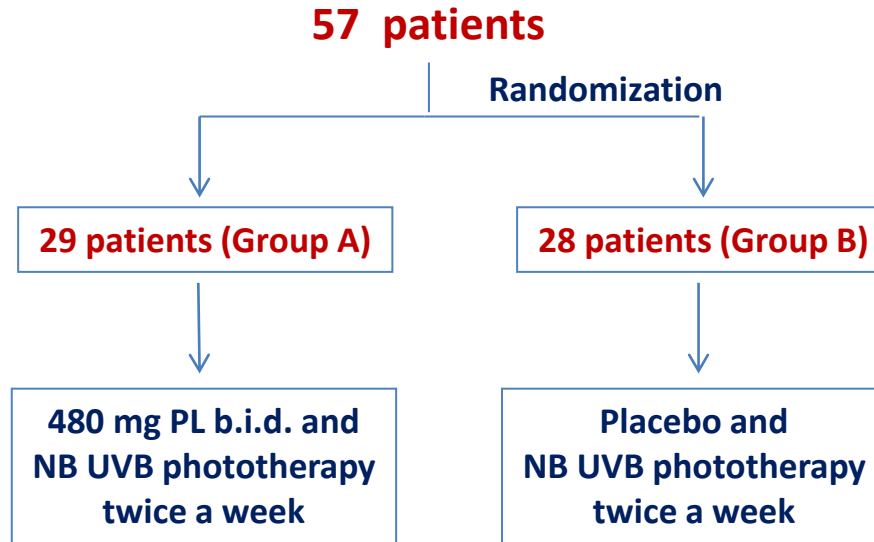 57 patients
Randomization
29 patients (Group A)
28 patients (Group B)
480 mg PL b.i.d. and
NB UVB phototherapy
twice a week
Placebo and
NB UVB phototherapy
twice a week